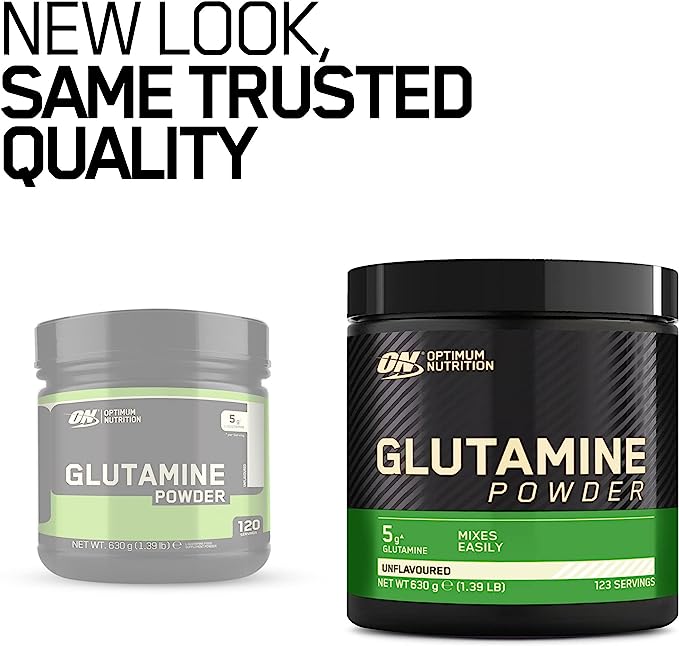 NEW LOOK,
SAME TRUSTED
QUALITY
ON
OPTIMUM
NUTRITION
5g
GLUTAMINE
POWDER
120
SERVINGS
NET WT. 630 g (1.39 lb) e
ON® OPTIMUM
NUTRITION
GLUTAMINE
POWDER
5g^
GLUTAMINE
MIXES
EASILY
UNFLAVOURED
NET WT 630 g e (1.39 LB)
123 SERVINGS